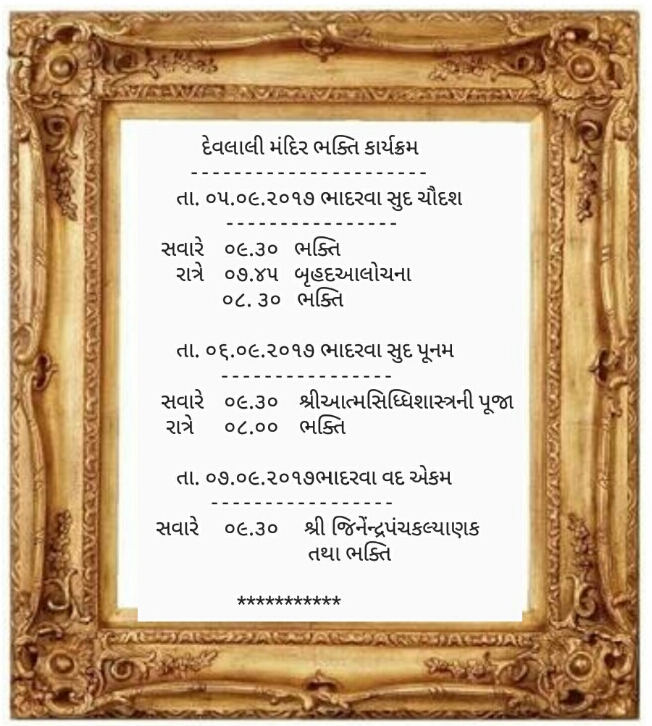 દેવલાલી મંદિર ભક્તિ કાર્યક્રમ
- - - - - - - - - - - - - - - - - - - - - -
તા. ૦૫.૦૯.૨૦૧૭ ભાદરવા સુદ ચૌદશ
- - - - - - - - - - - - - - - -
સવારે ૦૯.૩૦ ભક્તિ
રાત્રે ૦૭.૪૫ બૃહદઆલોચના
૦૮. ૩૦ ભક્તિ
તા. ૦૬.૦૯.૨૦૧૭ ભાદરવા સુદ પૂનમ
- - - - - - - - - - - - - - - -
સવારે ૦૯.૩૦ શ્રીઆત્મસિધ્ધિશાસ્ત્રની પૂજા
રાત્રે ૦૮.૦૦ ભક્તિ
તા. ૦૭.૦૯.૨૦૧૭ભાદરવા વદ એકમ
- - - - - - - - - - - - - - - - -
સવારે ૦૯.૩૦ શ્રી જિનેંન્દ્રપંચકલ્યાણક
તથા ભક્તિ
***********